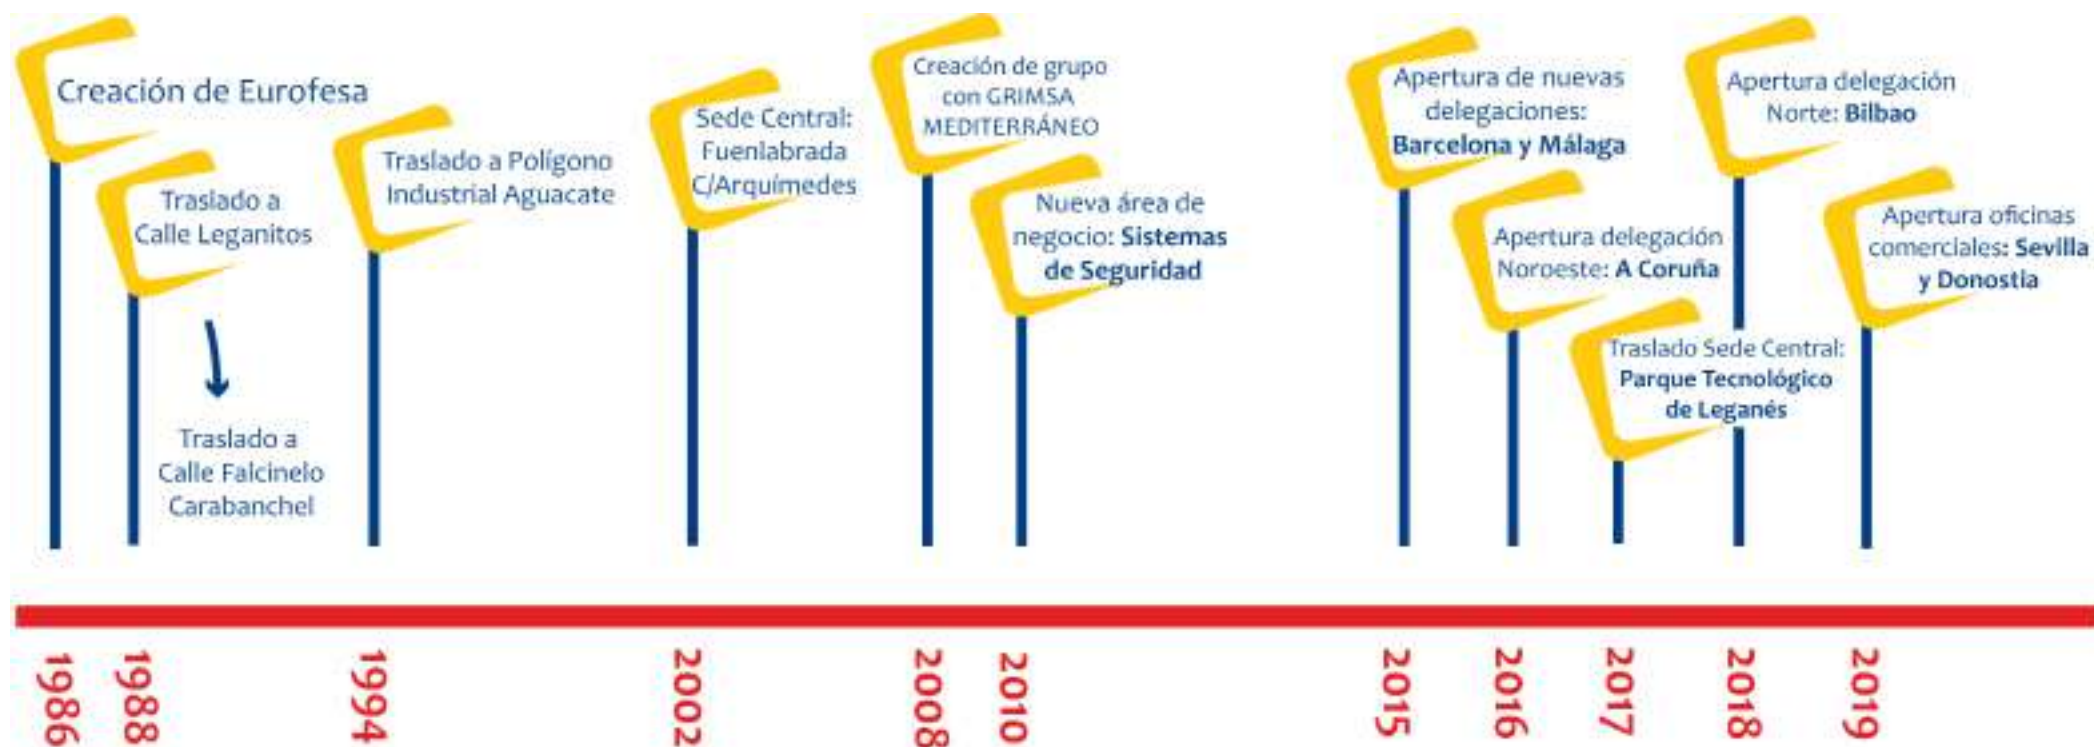 Creación de Eurofesa
Traslado a
Calle Leganitos
Traslado a
Calle Falcinelo
Carabanchel
Traslado a Polígono
Industrial Aguacate
Sede Central:
Fuenlabrada
C/Arquímedes
Creación de grupo
con GRIMSA
MEDITERRÁNEO
Nueva área de
negocio: Sistemas
de Seguridad
Apertura de nuevas
delegaciones:
Barcelona y Málaga
Apertura delegación
Noroeste: A Coruña
Traslado Sede Central:
Parque Tecnológico
de Leganés
Apertura delegación
Norte: Bilbao
Apertura oficinas
comerciales: Sevilla
y Donostia
1986
1988
1994
2002
2008
2010
2015
2016
2017
2018
2019